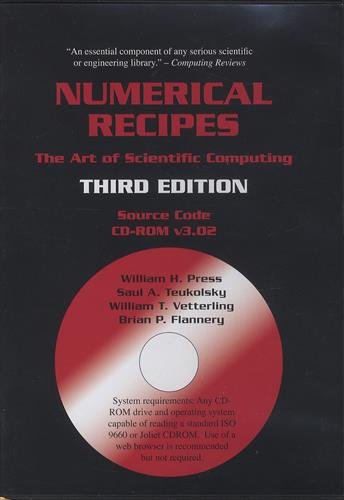 “An essential component of any serious scientific
or engineering library.” – Computing Reviews
NUMERICAL
RECIPES
The Art of Scientific Computing
THIRD EDITION
Source Code
CD-ROM v3.02
William H. Press
Saul A. Teukolsky
William T. Vetterling
Brian P. Flannery
System requirements: Any CD-
ROM drive and operating system
capable of reading a standard ISO
9660 or Joliet CDROM. Use of a
web browser is recommended
but not required.